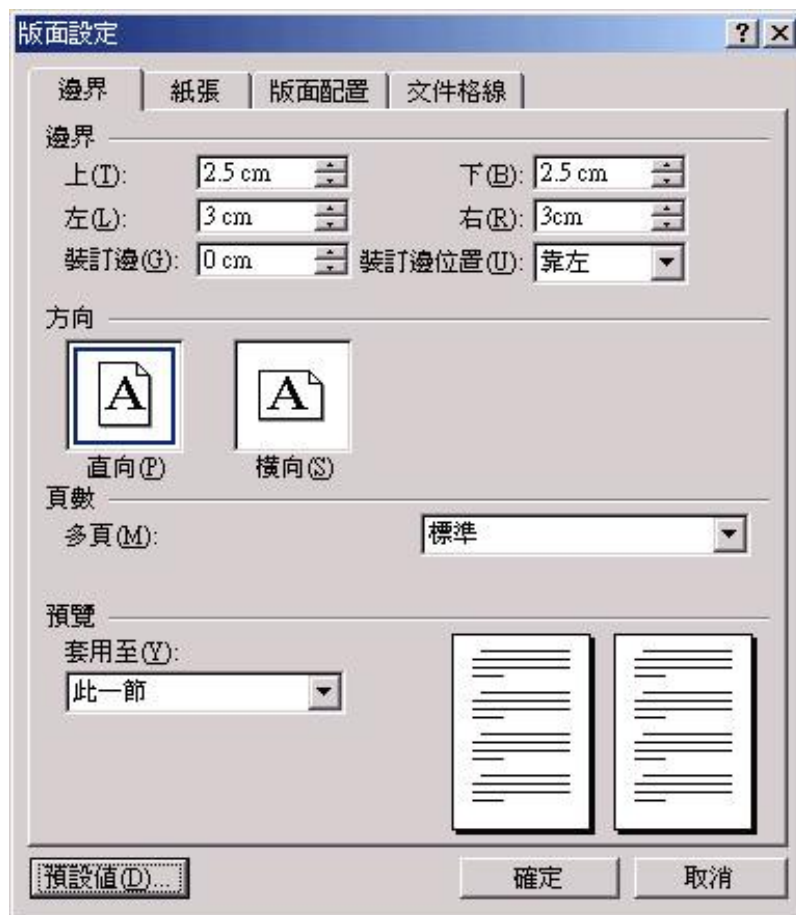 版面設定
邊界 紙張 版面配置 文件格線
邊界
上(T): 2.5 cm 下(B): 2.5 cm
左(L): 3 cm 右(R): 3cm
裝訂邊(G): 0 cm 裝訂邊位置(U): 靠左
方向
A A
直向(P) 橫向(S)
頁數
多頁(M): 標準
預覽
套用至(Y):
此一節
預設值(D)... 確定 取消